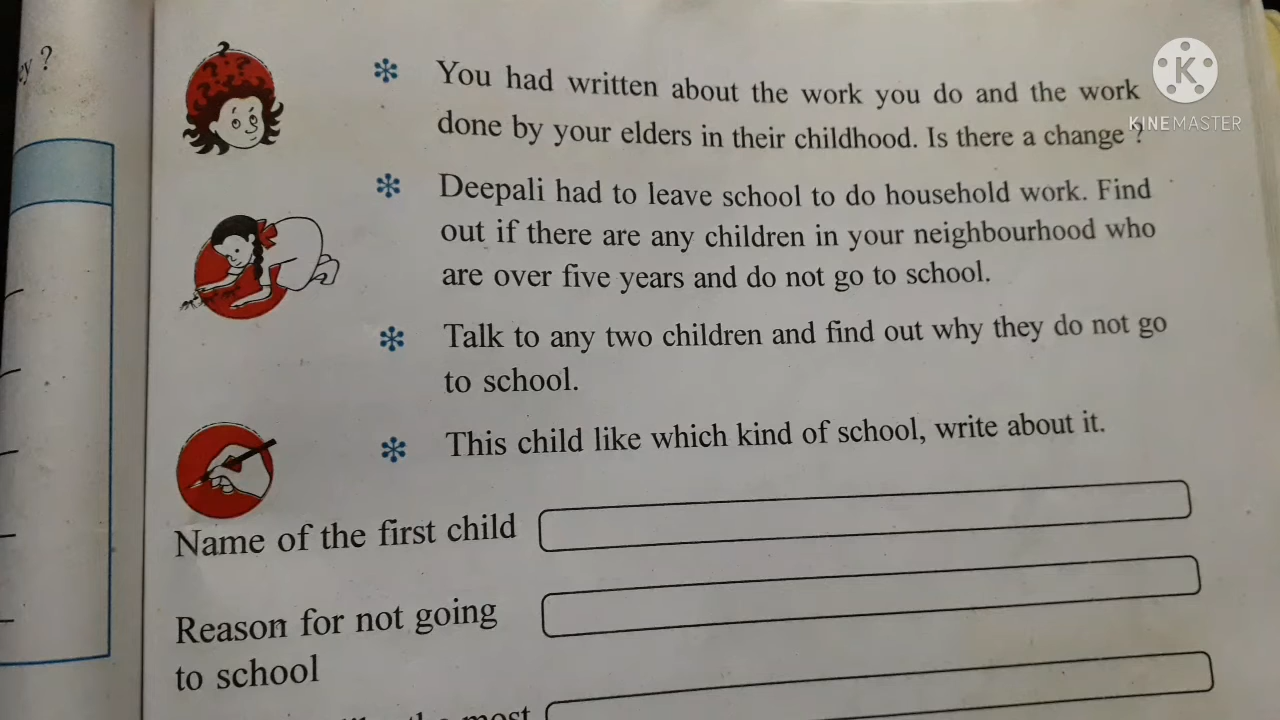 ey ?
You had written about the work you do and the work
done by your elders in their childhood. Is there a change ?
K
KINEMASTER
* Deepali had to leave school to do household work. Find
out if there are any children in your neighbourhood who
are over five years and do not go to school.
* Talk to any two children and find out why they do not go
to school.
* This child like which kind of school, write about it.
Name of the first child
Reason for not going
to school
the most